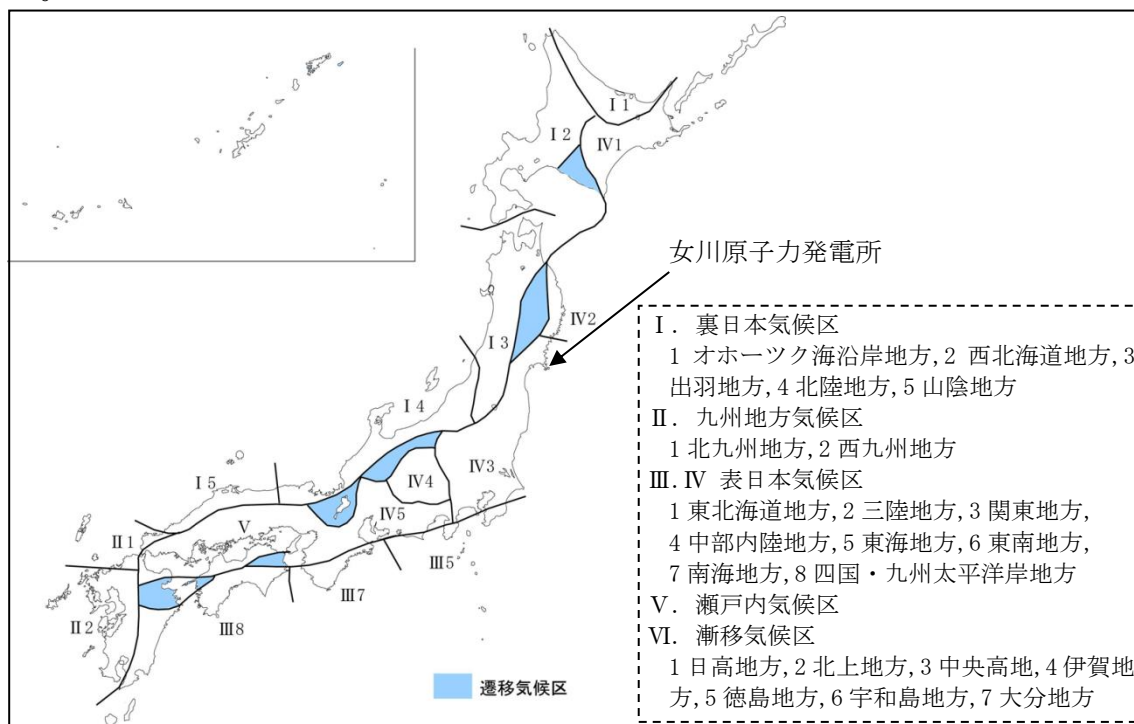 Ⅰ1
Ⅰ2
Ⅳ1
女川原子力発電所
Ⅳ2
Ⅰ3
Ⅰ4
Ⅳ3
Ⅳ4
Ⅰ5
Ⅳ5
Ⅴ
Ⅱ1
Ⅲ5
Ⅲ7
Ⅱ2
Ⅲ8
遷移気候区
Ⅰ. 裏日本気候区
1 オホーツク海沿岸地方, 2 西北海道地方, 3
出羽地方, 4 北陸地方, 5 山陰地方
Ⅱ. 九州地方気候区
1 北九州地方, 2 西九州地方
Ⅲ. Ⅳ 表日本気候区
1 東北海道地方, 2 三陸地方, 3 関東地方,
4 中部内陸地方, 5 東海地方, 6 東南地方,
7 南海地方, 8 四国・九州太平洋岸地方
Ⅴ. 瀬戸内気候区
Ⅵ. 漸移気候区
1 日高地方, 2 北上地方, 3 中央高地, 4 伊賀地
方, 5 徳島地方, 6 宇和島地方, 7 大分地方